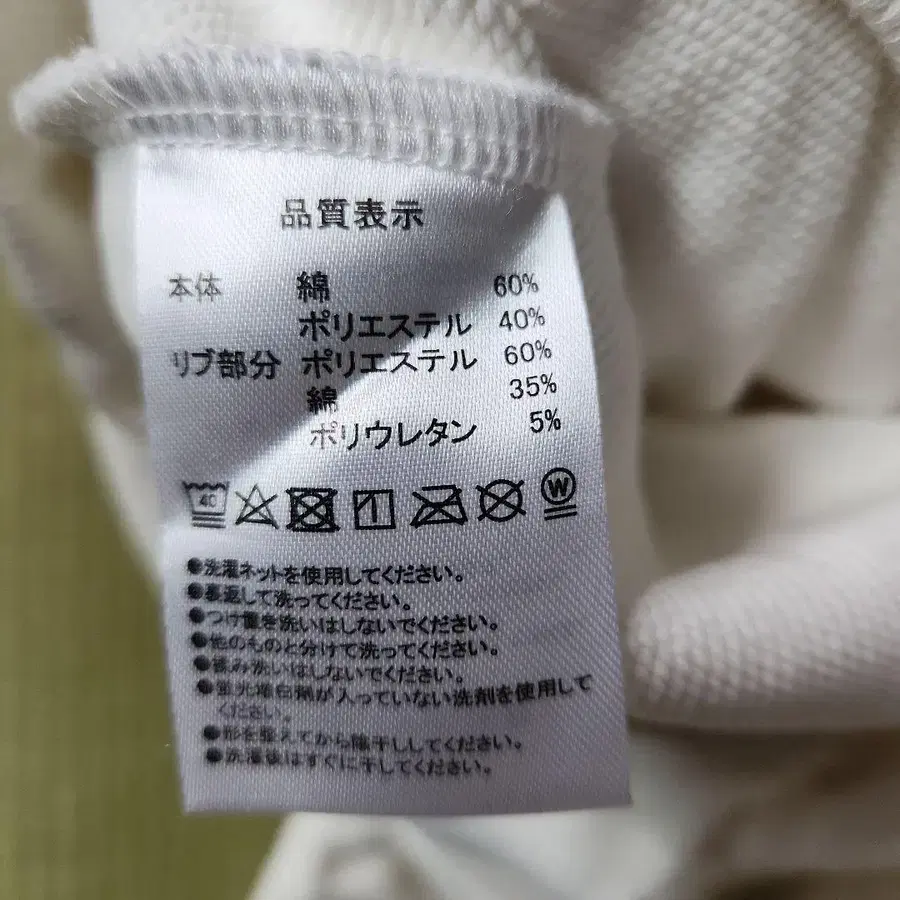 品質表示
本体 綿 60%
ポリエステル 40%
リブ部分 ポリエステル 60%
綿 35%
ポリウレタン 5%
40 W
●洗濯ネットを使用してください。
●裏返して洗ってください。
●つけ置き洗いはしないでください。
●他のものと分けて洗ってください。
●揉み洗いはしないでください。
●蛍光増白剤が入っていない洗剤を使用して
ください。
●形を整えてから陰干ししてください。
●洗濯後はすぐに干してください。